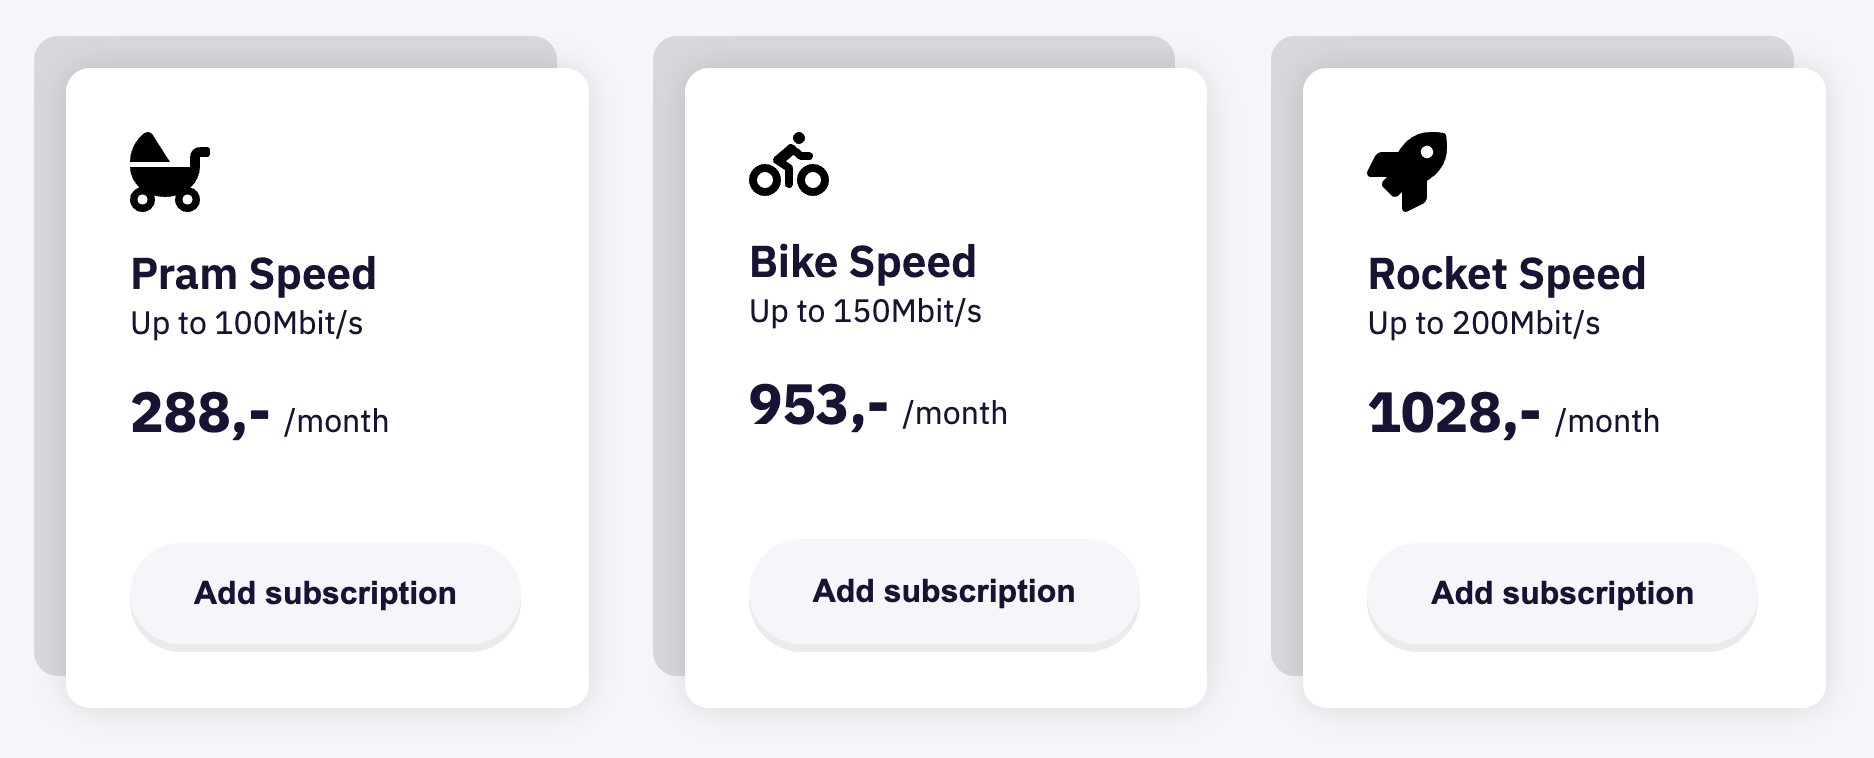 Pram Speed
Up to 100Mbit/s
288,- /month
Add subscription
Bike Speed
Up to 150Mbit/s
953,- /month
Add subscription
Rocket Speed
Up to 200Mbit/s
1028,- /month
Add subscription